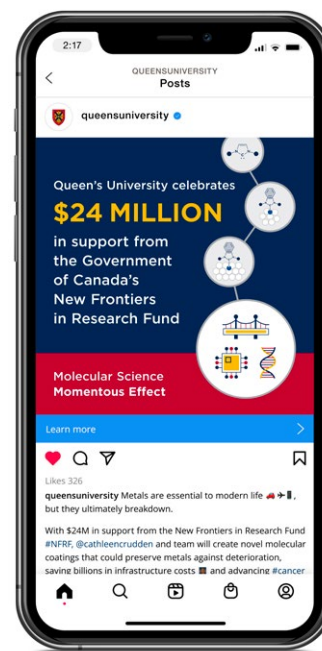 2:17
QUEENSUNIVERSITY
Posts
queensuniversity
Queen's University celebrates
$24 MILLION
in support from
the Government
of Canada's
New Frontiers
in Research Fund
Molecular Science
Momentous Effect
Learn more
Likes 326
queensuniversity Metals are essential to modern life 🚗✈️📱,
but they ultimately breakdown.
With $24M in support from the New Frontiers in Research Fund
#NFRF, @cathleencrudden and team will create novel molecular
coatings that could preserve metals against deterioration,
saving billions in infrastructure costs 🌉 and advancing #cancer